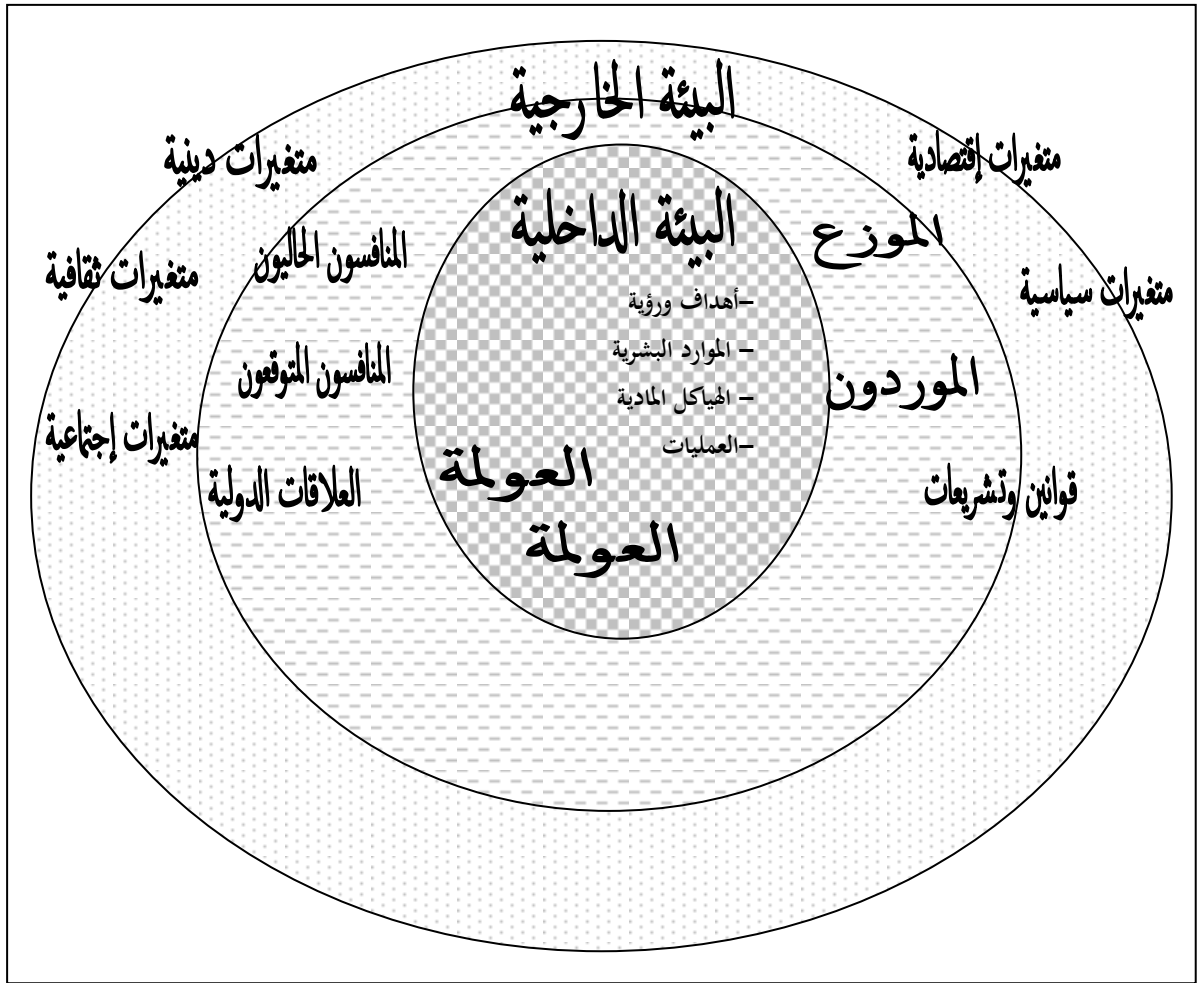 البيئة الخارجية
متغيرات إقتصادية
متغيرات دينية
البيئة الداخلية
الموزع
المنافسون الحاليون
متغيرات سياسية
متغيرات ثقافية
-أهداف ورؤية
- الموارد البشرية
- الهياكل المادية
-العمليات
الموردون
المنافسون المتوقعون
متغيرات إجتماعية
العولمة
قوانين وتشريعات
العلاقات الدولية
العولمة